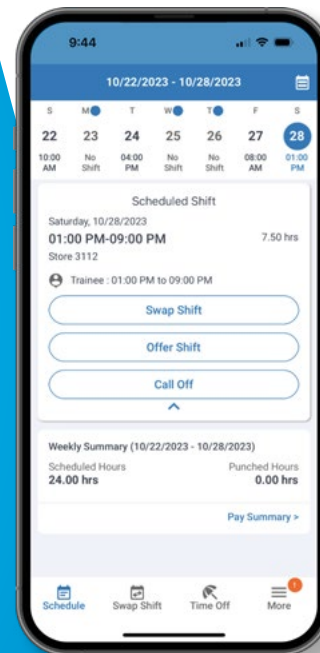 9:44
10/22/2023 - 10/28/2023
S M T W T F S
22 23 24 25 26 27 28
10:00 AM No Shift 04:00 PM No Shift No Shift 08:00 AM 01:00 PM
Scheduled Shift
Saturday, 10/28/2023
01:00 PM-09:00 PM 7.50 hrs
Store 3112
Trainee : 01:00 PM to 09:00 PM
Swap Shift
Offer Shift
Call Off
Weekly Summary (10/22/2023 - 10/28/2023)
Scheduled Hours Punched Hours
24.00 hrs 0.00 hrs
Pay Summary >
1
Schedule Swap Shift Time Off More